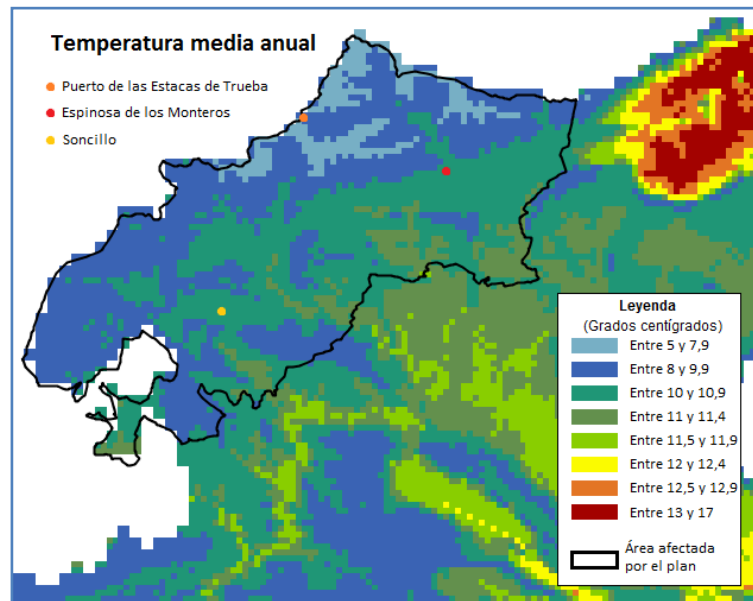 Temperatura media anual
Puerto de las Estacas de Trueba
Espinosa de los Monteros
Soncillo
Leyenda
(Grados centígrados)
Entre 5 y 7,9
Entre 8 y 9,9
Entre 10 y 10,9
Entre 11 y 11,4
Entre 11,5 y 11,9
Entre 12 y 12,4
Entre 12,5 y 12,9
Entre 13 y 17
Área afectada
por el plan